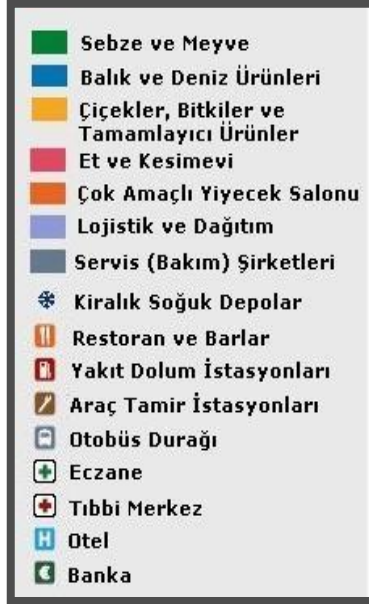 Sebze ve Meyve
Balık ve Deniz Ürünleri
Çiçekler, Bitkiler ve
Tamamlayıcı Ürünler
Et ve Kesimevi
Çok Amaçlı Yiyecek Salonu
Lojistik ve Dağıtım
Servis (Bakım) Şirketleri
Kiralık Soğuk Depolar
Restoran ve Barlar
Yakıt Dolum İstasyonları
Araç Tamir İstasyonları
Otobüs Durağı
Eczane
Tıbbi Merkez
H Otel
€ Banka